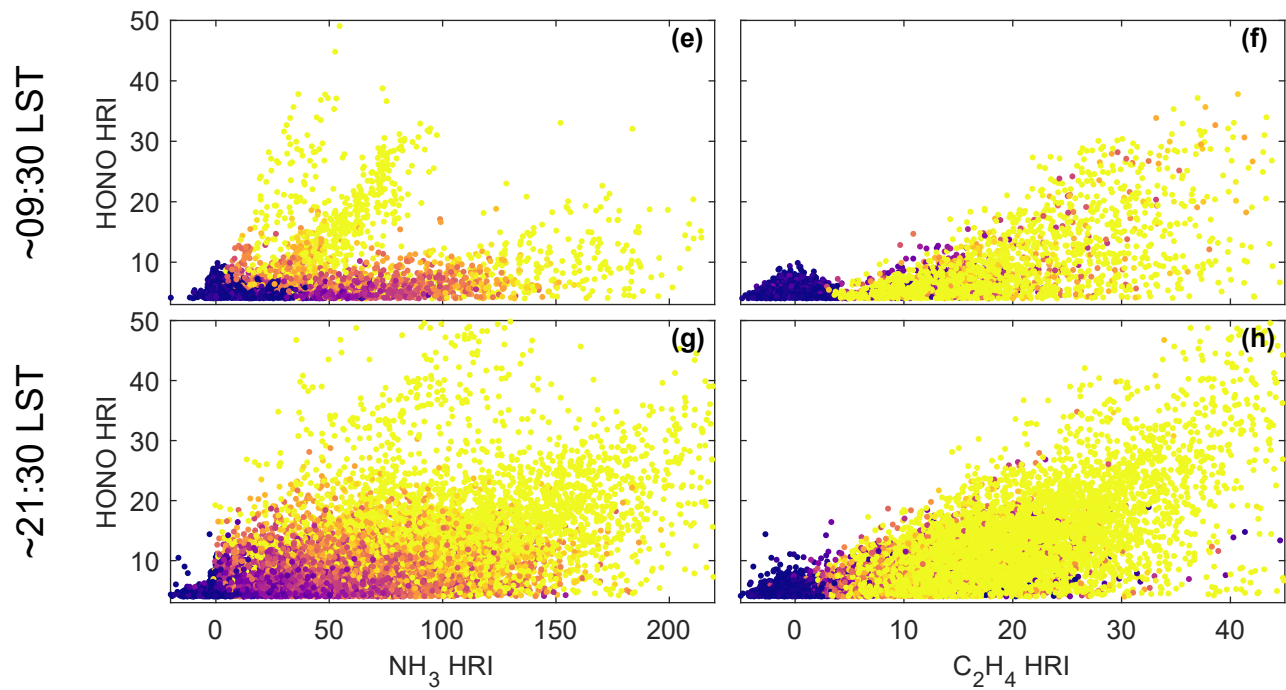 ~09:30 LST
HONO HRI
50
40
30
20
10
(e)
(f)
~21:30 LST
HONO HRI
50
40
30
20
10
(g)
(h)
0 50 100 150 200
0 10 20 30 40
NH₃ HRI
C₂H₄ HRI